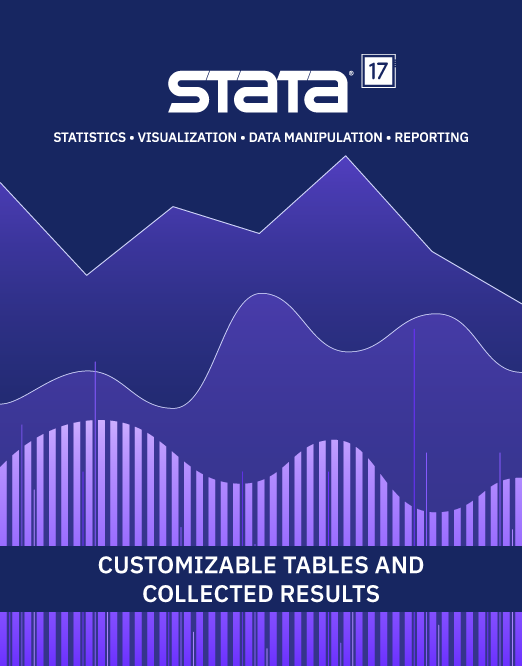 STATA® 17
STATISTICS • VISUALIZATION • DATA MANIPULATION • REPORTING
CUSTOMIZABLE TABLES AND
COLLECTED RESULTS